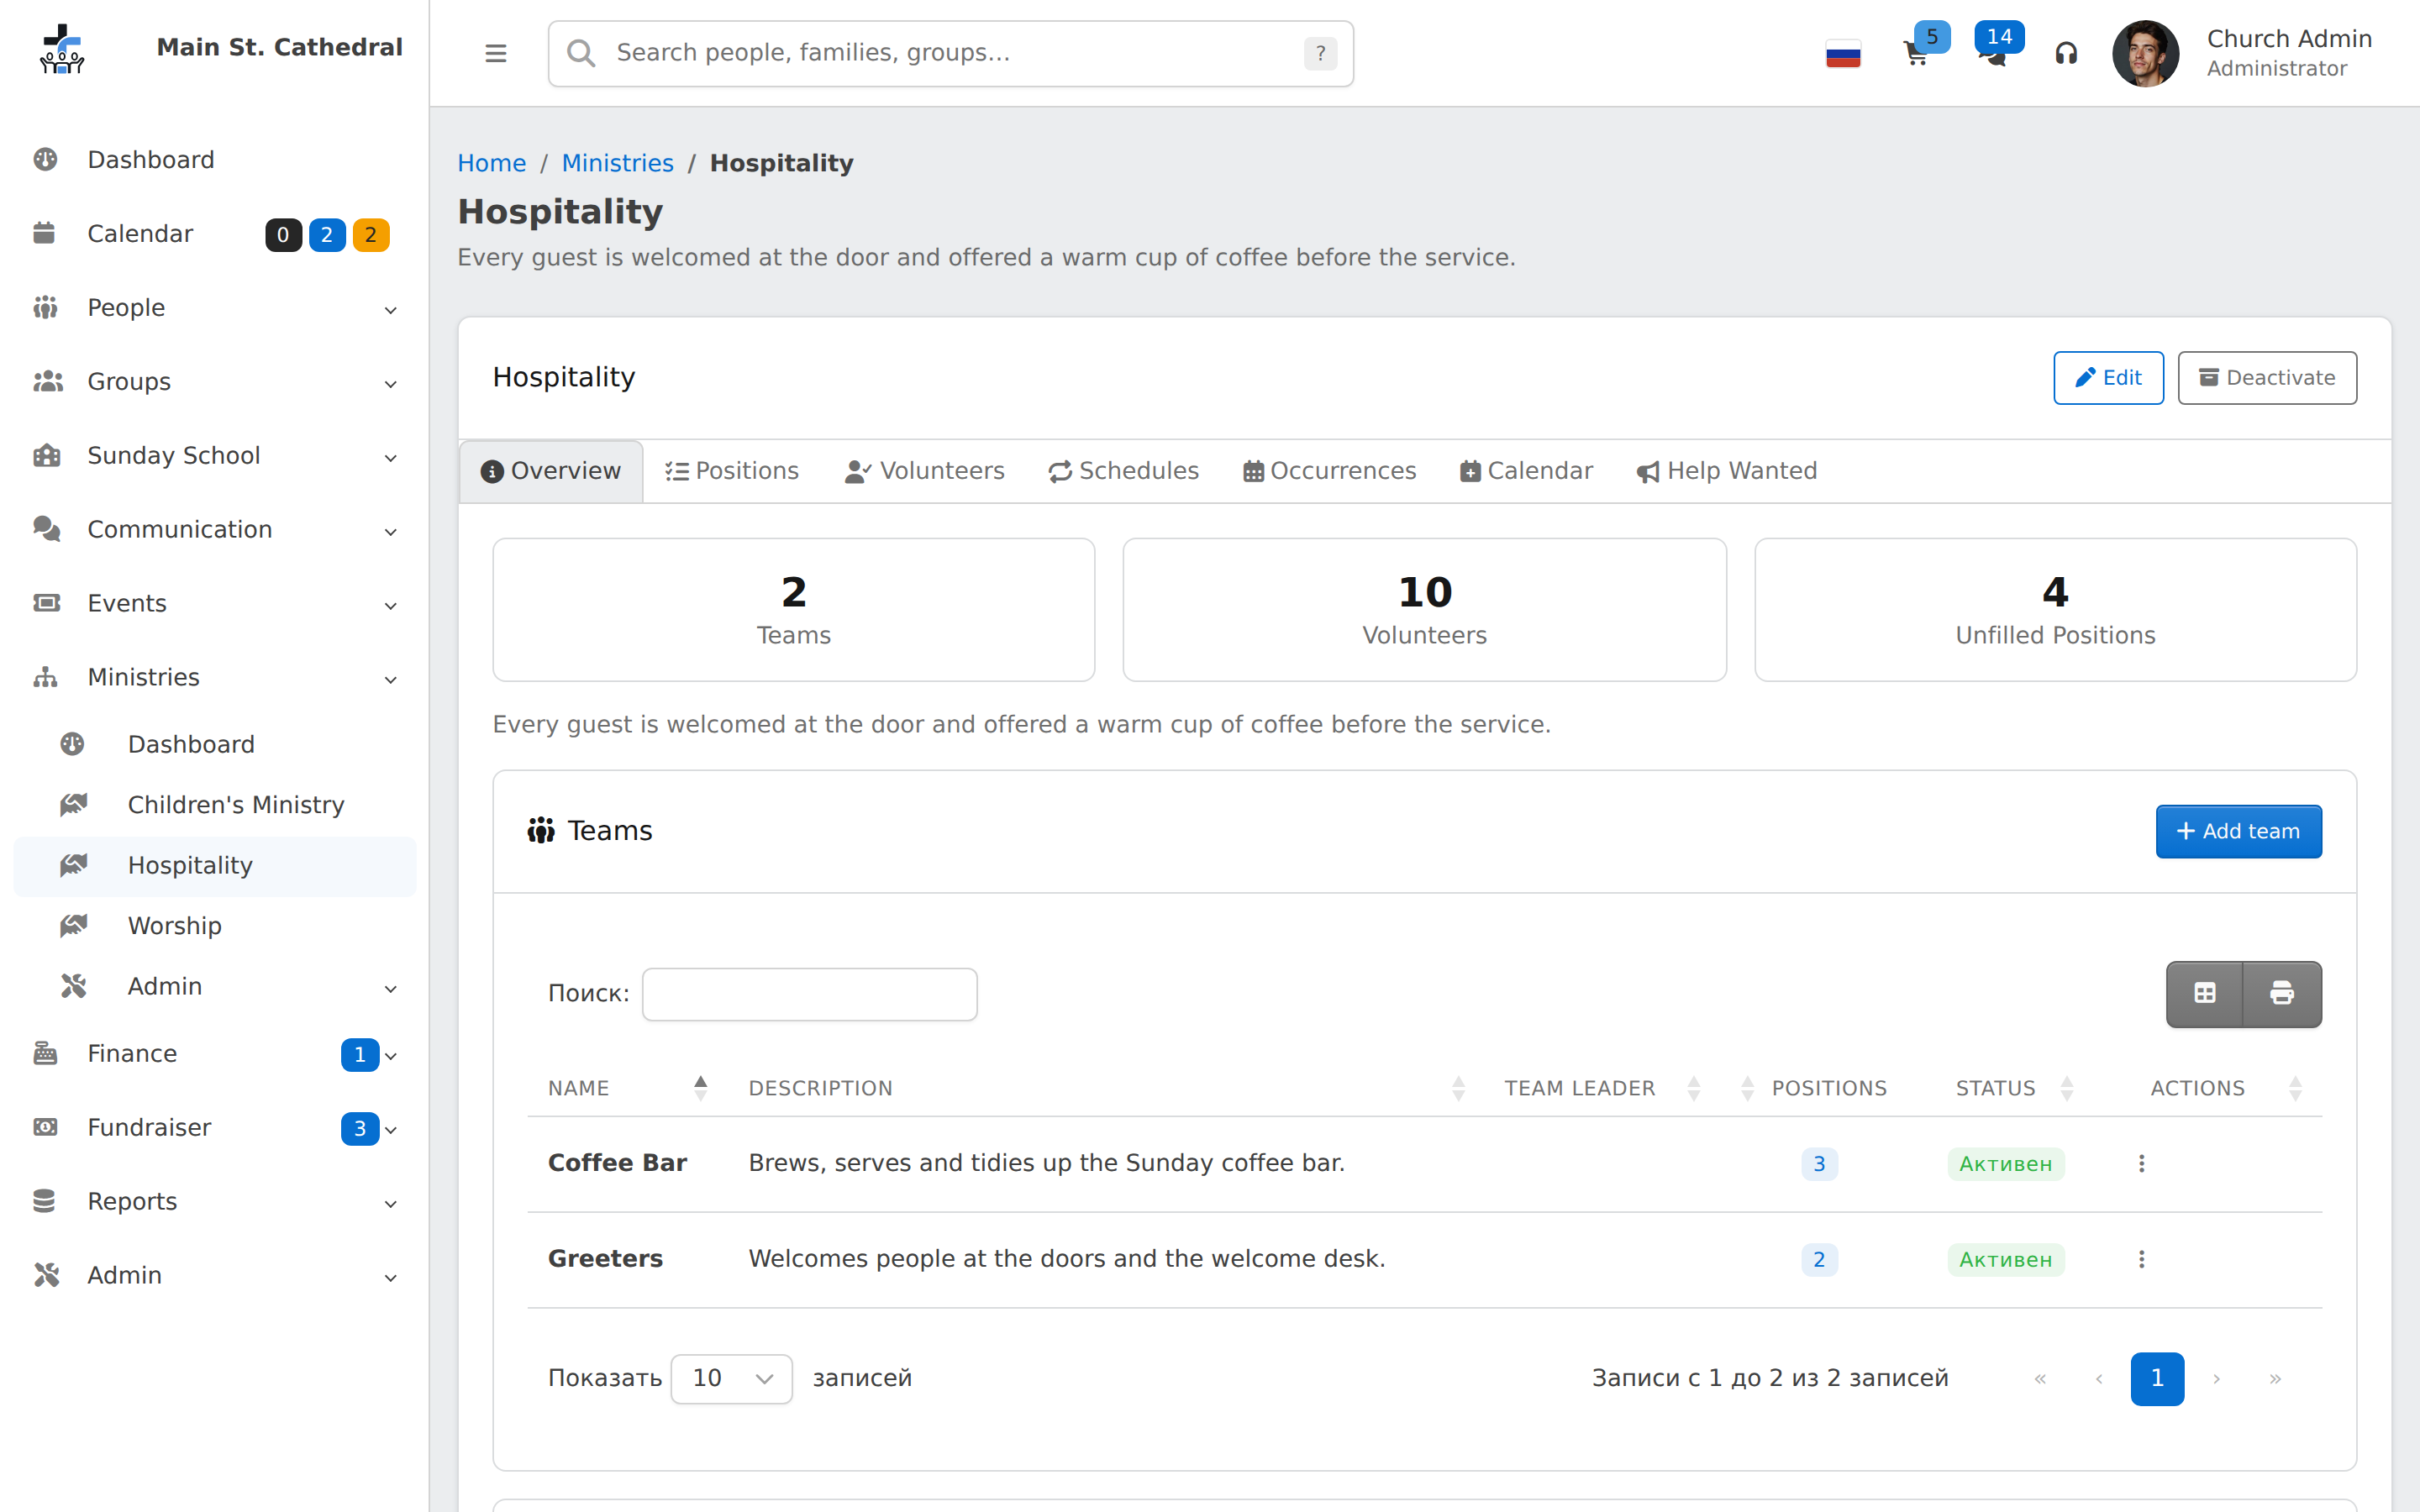 Main St. Cathedral
Search people, families, groups...
?
5
14
Church Admin
Administrator
Dashboard
Calendar 0 2 2
People
Groups
Sunday School
Communication
Events
Ministries
Dashboard
Children's Ministry
Hospitality
Worship
Admin
Finance 1
Fundraiser 3
Reports
Admin
Home / Ministries / Hospitality
Hospitality
Every guest is welcomed at the door and offered a warm cup of coffee before the service.
Hospitality
Edit
Deactivate
Overview Positions Volunteers Schedules Occurrences Calendar Help Wanted
2
Teams
10
Volunteers
4
Unfilled Positions
Every guest is welcomed at the door and offered a warm cup of coffee before the service.
Teams
+ Add team
Поиск:
NAME DESCRIPTION TEAM LEADER POSITIONS STATUS ACTIONS
Coffee Bar Brews, serves and tidies up the Sunday coffee bar. 3 Активен
Greeters Welcomes people at the doors and the welcome desk. 2 Активен
Показать 10 записей
Записи с 1 до 2 из 2 записей
« ‹ 1 › »